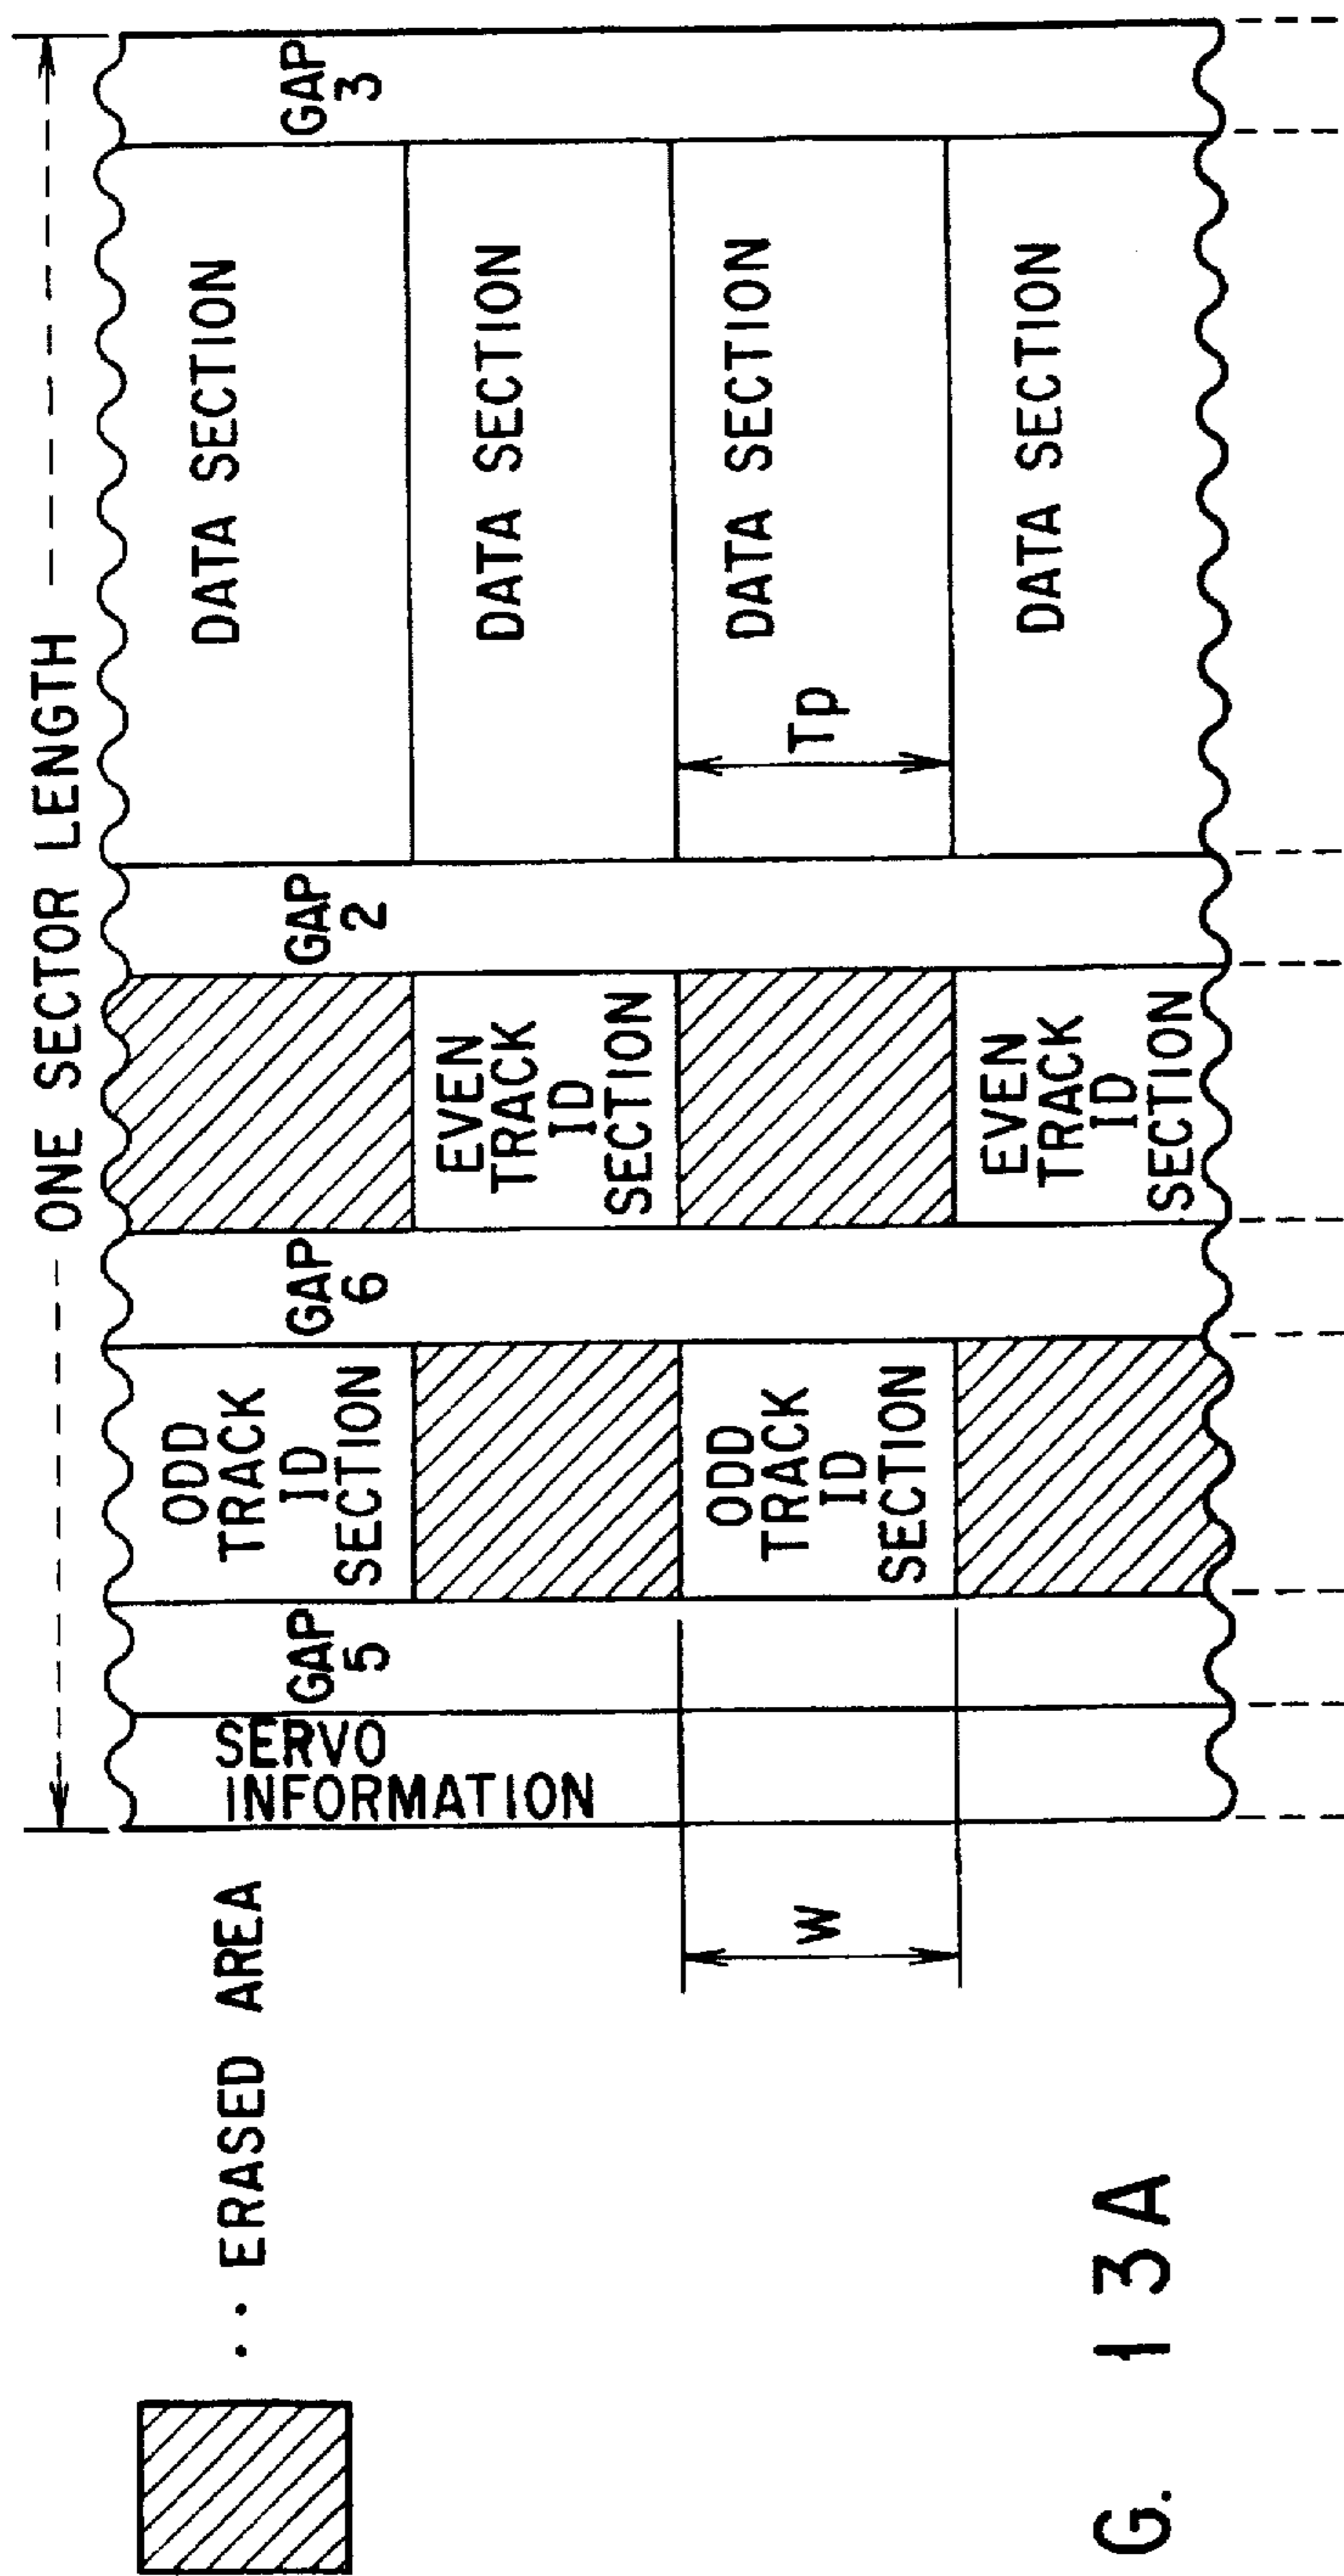 ONE SECTOR LENGTH
SERVO
INFORMATION
GAP
5
ODD
TRACK
ID
SECTION
ODD
TRACK
ID
SECTION
GAP
6
EVEN
TRACK
ID
SECTION
EVEN
TRACK
ID
SECTION
GAP
2
DATA SECTION
DATA SECTION
DATA SECTION
Tp
DATA SECTION
GAP
3
W
·· ERASED AREA
G. 13A